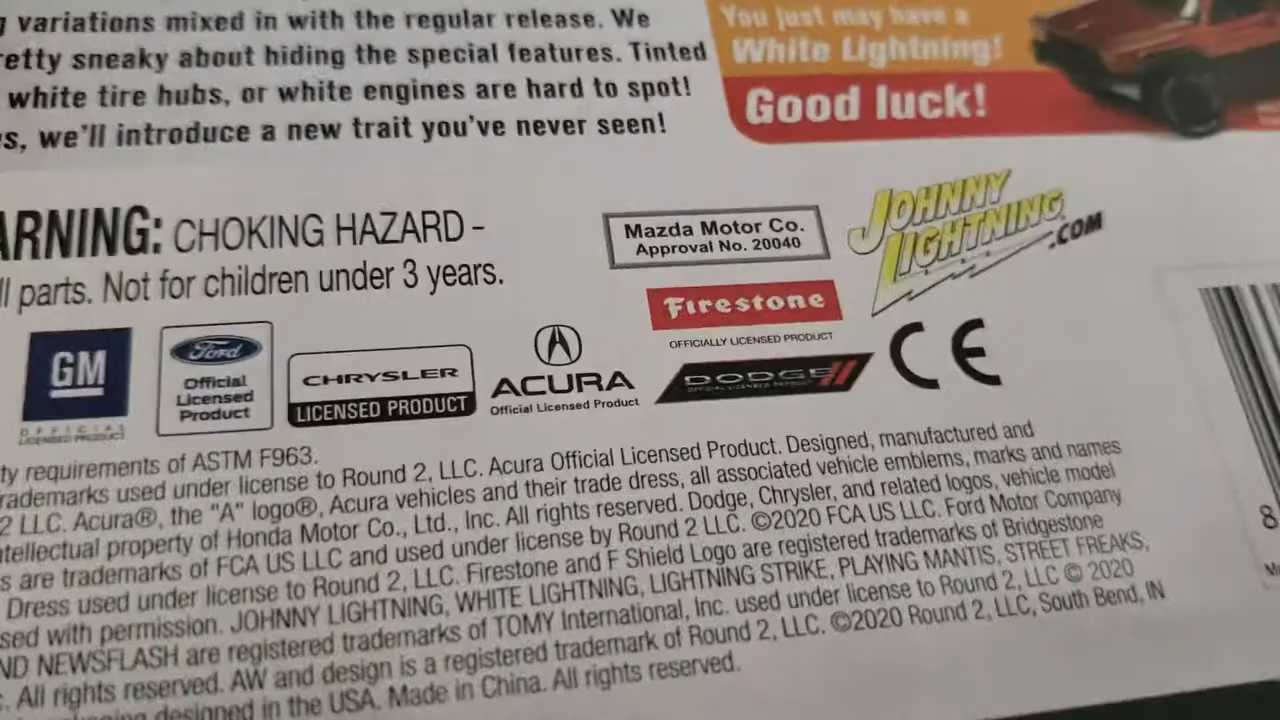 variations mixed in with the regular release. We
sneaky about hiding the special features. Tinted
white tire hubs, or white engines are hard to spot!
we'll introduce a new trait you've never seen!
You just may have a
White Lightning!
Good luck!
CHOKING HAZARD -
parts. Not for children under 3 years.
Mazda Motor Co.
Approval No. 20040
JOHNNY
LIGHTNING
.COM
Firestone
OFFICIALLY LICENSED PRODUCT
GM
OFFICIAL
LICENSED PRODUCT
Ford
Official
Licensed
Product
CHRYSLER
LICENSED PRODUCT
ACURA
Official Licensed Product
DODGE
OFFICIAL LICENSED PRODUCT
CE
requirements of ASTM F963.
used under license to Round 2, LLC. Acura Official Licensed Product. Designed, manufactured and
2 LLC. Acura®, the "A" logo®, Acura vehicles and their trade dress, all associated vehicle emblems, marks and names
property of Honda Motor Co., Ltd., Inc. All rights reserved. Dodge, Chrysler, and related logos, vehicle model
are trademarks of FCA US LLC and used under license by Round 2 LLC. ©2020 FCA US LLC. Ford Motor Company
Dress used under license to Round 2, LLC. Firestone and F Shield Logo are registered trademarks of Bridgestone
with permission. JOHNNY LIGHTNING, WHITE LIGHTNING, LIGHTNING STRIKE, PLAYING MANTIS, STREET FREAKS,
NEWSFLASH are registered trademarks of TOMY International, Inc. used under license to Round 2, LLC © 2020
All rights reserved. AW and design is a registered trademark of Round 2, LLC. ©2020 Round 2, LLC, South Bend, IN
designed in the USA. Made in China. All rights reserved.
8